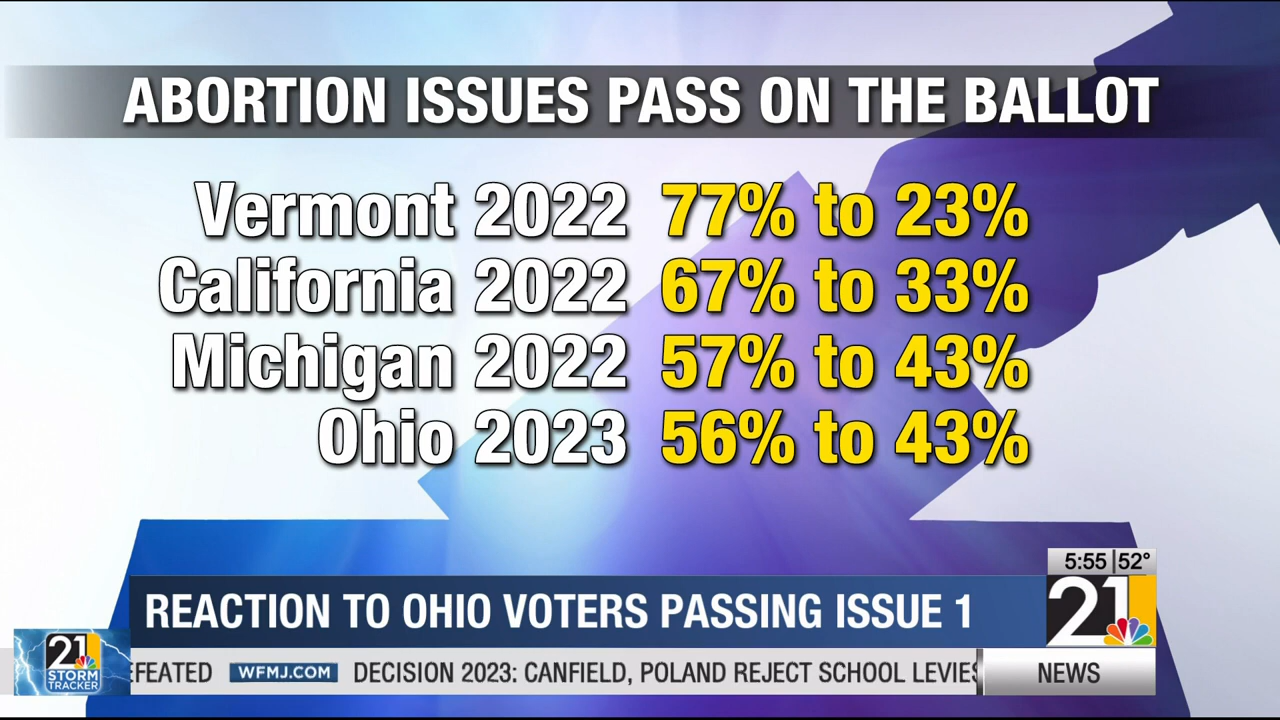 ABORTION ISSUES PASS ON THE BALLOT
Vermont 2022 77% to 23%
California 2022 67% to 33%
Michigan 2022 57% to 43%
Ohio 2023 56% to 43%
5:55 52°
21
REACTION TO OHIO VOTERS PASSING ISSUE 1
21
STORM
TRACKER
EFEATED WFMJ.COM DECISION 2023: CANFIELD, POLAND REJECT SCHOOL LEVIES
NEWS